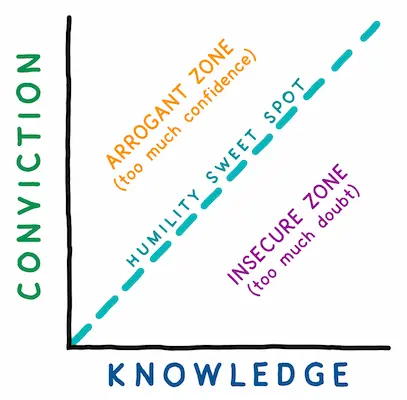 CONVICTION
ARROGANT ZONE
(too much confidence)
HUMILITY SWEET SPOT
INSECURE ZONE
(too much doubt)
KNOWLEDGE